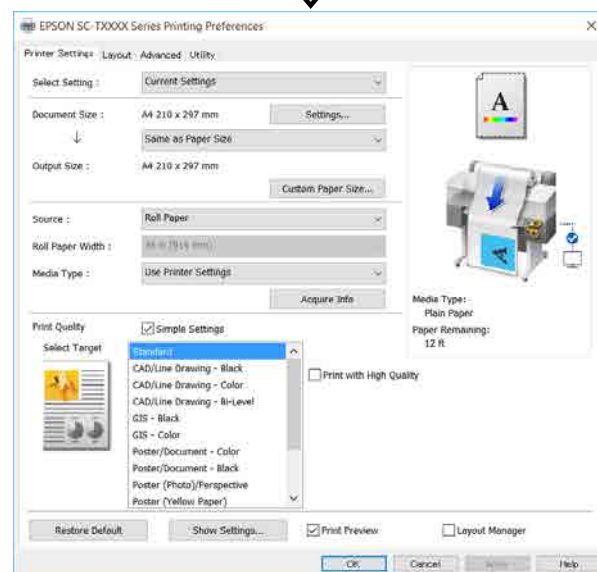 EPSON SC-TXXXX Series Printing Preferences
Printer Settings Layout Advanced Utility
Select Setting : Current Settings
Document Size : A4 210 x 297 mm Settings...
Same as Paper Size
Output Size : A4 210 x 297 mm
Custom Paper Size...
Source : Roll Paper
Roll Paper Width :
Media Type : Use Printer Settings
Acquire Info
Print Quality Simple Settings
Select Target
Standard
CAD/Line Drawing - Black
CAD/Line Drawing - Color
CAD/Line Drawing - Bi-Level
GIS - Black
GIS - Color
Poster/Document - Color
Poster/Document - Black
Poster (Photo)/Perspective
Poster (Yellow Paper)
Print with High Quality
A
Media Type:
Plain Paper
Paper Remaining:
12 ft
Restore Default Show Settings... Print Preview Layout Manager
OK Cancel Apply Help